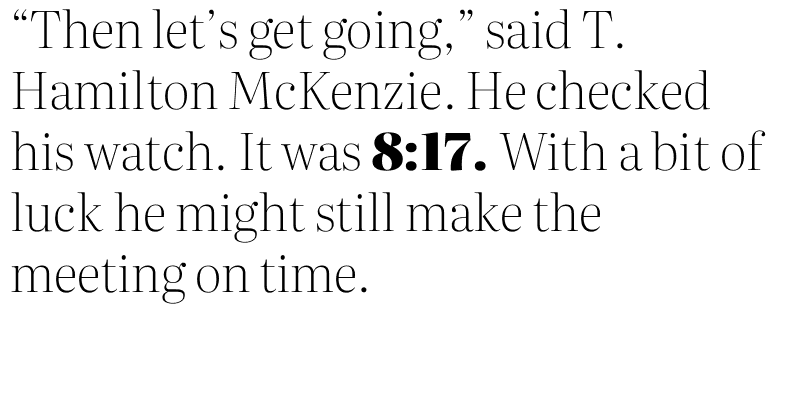 “Then let’s get going,” said T.
Hamilton McKenzie. He checked
his watch. It was 8:17. With a bit of
luck he might still make the
meeting on time.